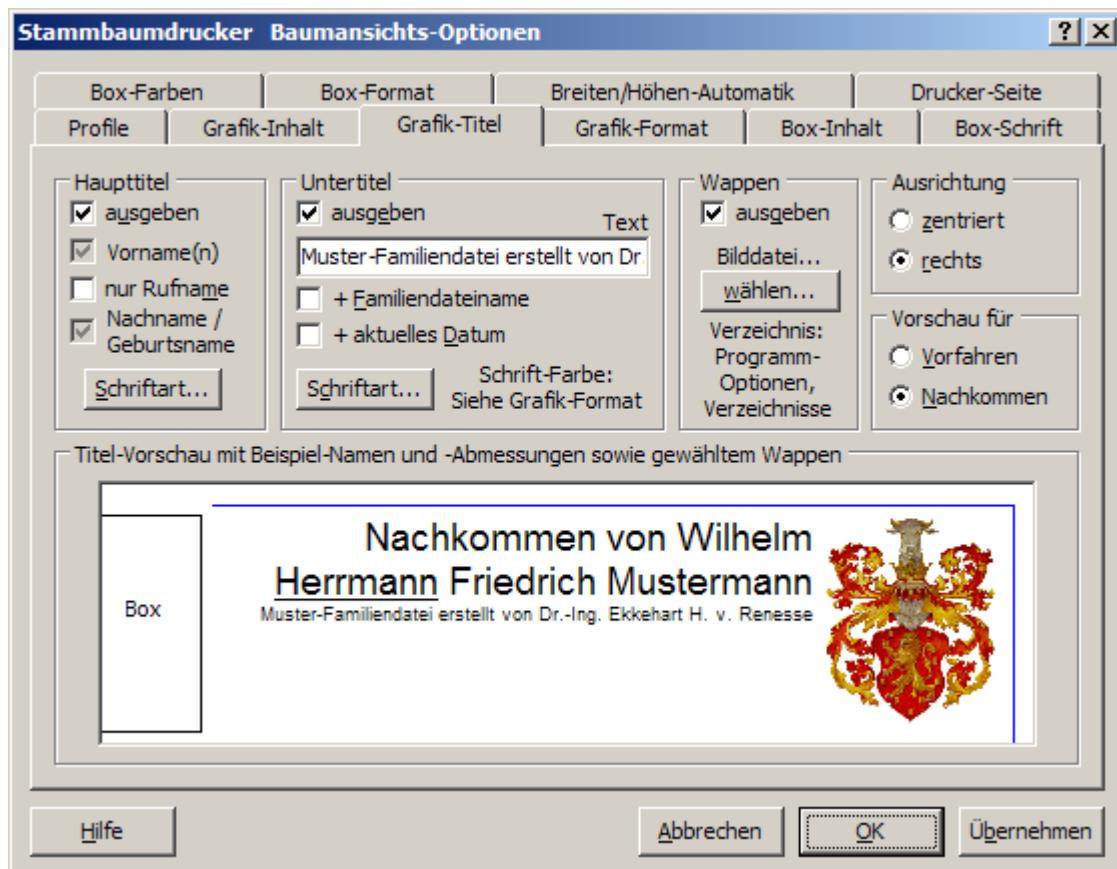 Stammbaumdrucker Baumansichts-Optionen
Box-Farben Box-Format Breiten/Höhen-Automatik Drucker-Seite
Profile Grafik-Inhalt Grafik-Titel Grafik-Format Box-Inhalt Box-Schrift
Haupttitel
ausgeben
Vorname(n)
nur Rufname
Nachname /
Geburtsname
Schriftart...
Untertitel
ausgeben
Text
Muster-Familiendatei erstellt von Dr.
+ Familiendateiname
+ aktuelles Datum
Schriftart...
Schrift-Farbe:
Siehe Grafik-Format
Wappen
ausgeben
Bilddatei...
wählen...
Verzeichnis:
Programm-
Optionen,
Verzeichnisse
Ausrichtung
zentriert
rechts
Vorschau für
Vorfahren
Nachkommen
Titel-Vorschau mit Beispiel-Namen und -Abmessungen sowie gewähltem Wappen
Box
Nachkommen von Wilhelm
Herrmann Friedrich Mustermann
Muster-Familiendatei erstellt von Dr.-Ing. Ekkehart H. v. Renesse
Hilfe Abbrechen OK Übernehmen